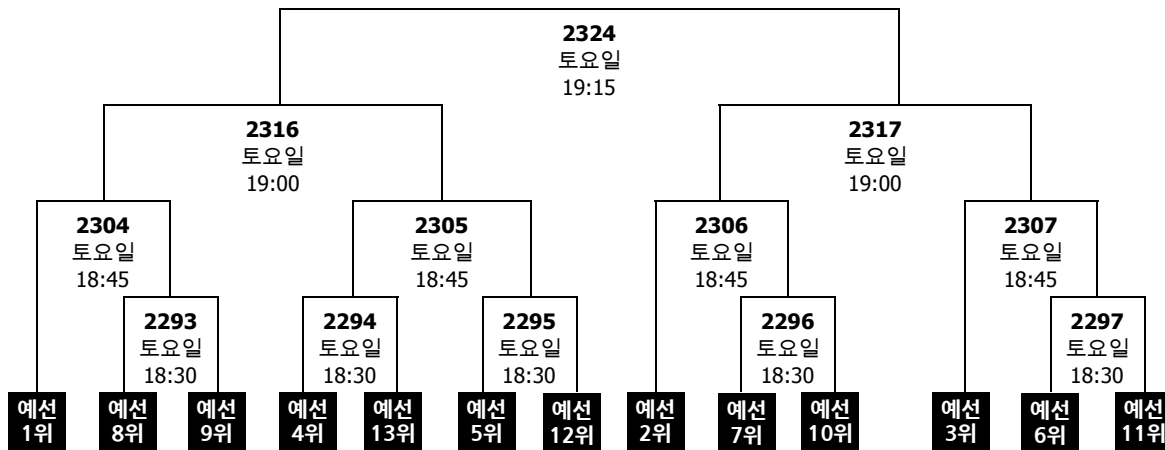 2324
토요일
19:15
2316
토요일
19:00
2317
토요일
19:00
2304
토요일
18:45
2305
토요일
18:45
2306
토요일
18:45
2307
토요일
18:45
2293
토요일
18:30
2294
토요일
18:30
2295
토요일
18:30
2296
토요일
18:30
2297
토요일
18:30
예선
1위
예선
8위
예선
9위
예선
4위
예선
13위
예선
5위
예선
12위
예선
2위
예선
7위
예선
10위
예선
3위
예선
6위
예선
11위